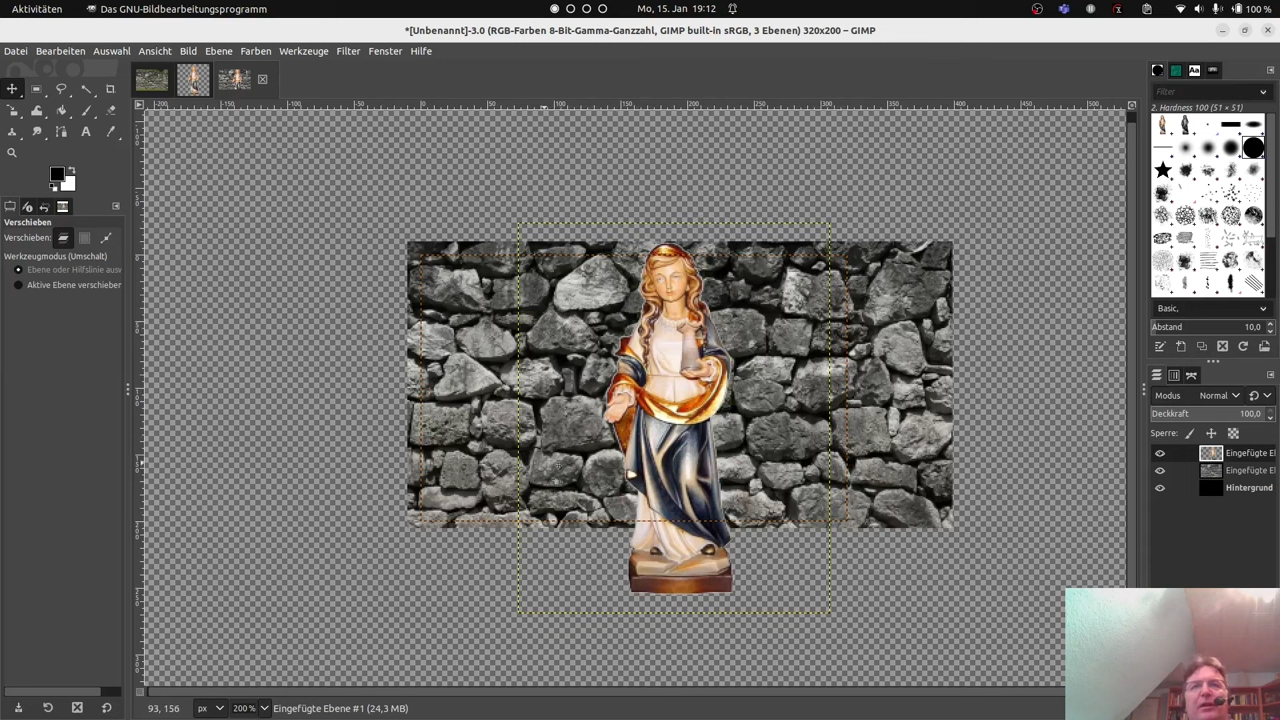 Aktivitäten
Das GNU-Bildbearbeitungsprogramm
Mo, 15. Jan 19:12
100 %
*[Unbenannt]-3.0 (RGB-Farben 8-Bit-Gamma-Ganzzahl, GIMP built-in sRGB, 3 Ebenen) 320x200 – GIMP
Datei Bearbeiten Auswahl Ansicht Bild Ebene Farben Werkzeuge Filter Fenster Hilfe
Filter
2. Hardness 100 (51 × 51)
Verschieben
Verschieben:
Werkzeugmodus (Umschalt)
Ebene oder Hilfslinie ausw
Aktive Ebene verschieben
Basic,
Abstand 10,0
Modus Normal
Deckkraft 100,0
Sperre:
Eingefügte El
Eingefügte El
Hintergrund
93, 156 px 200 % Eingefügte Ebene #1 (24,3 MB)